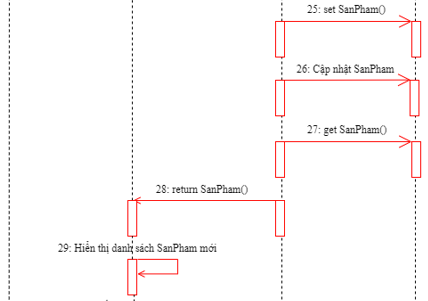 25: set SanPham()
26: Cập nhật SanPham
27: get SanPham()
28: return SanPham()
29: Hiển thị danh sách SanPham mới